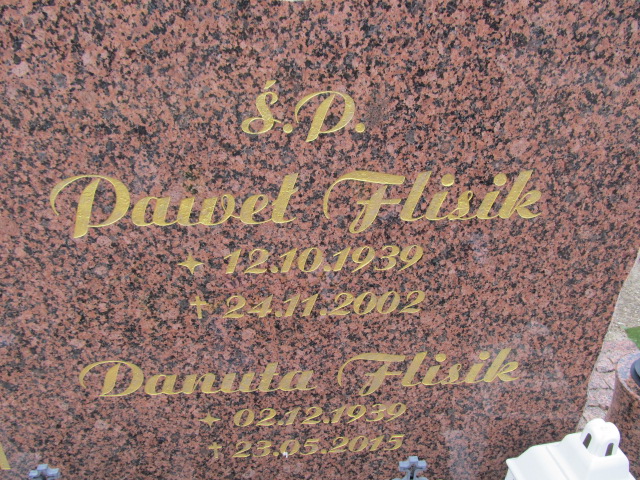 Ś.P.
Paweł Flisik
12.10.1939
✝ 24.11.2002
Danuta Flisik
02.12.1939
✝ 23.05.2015